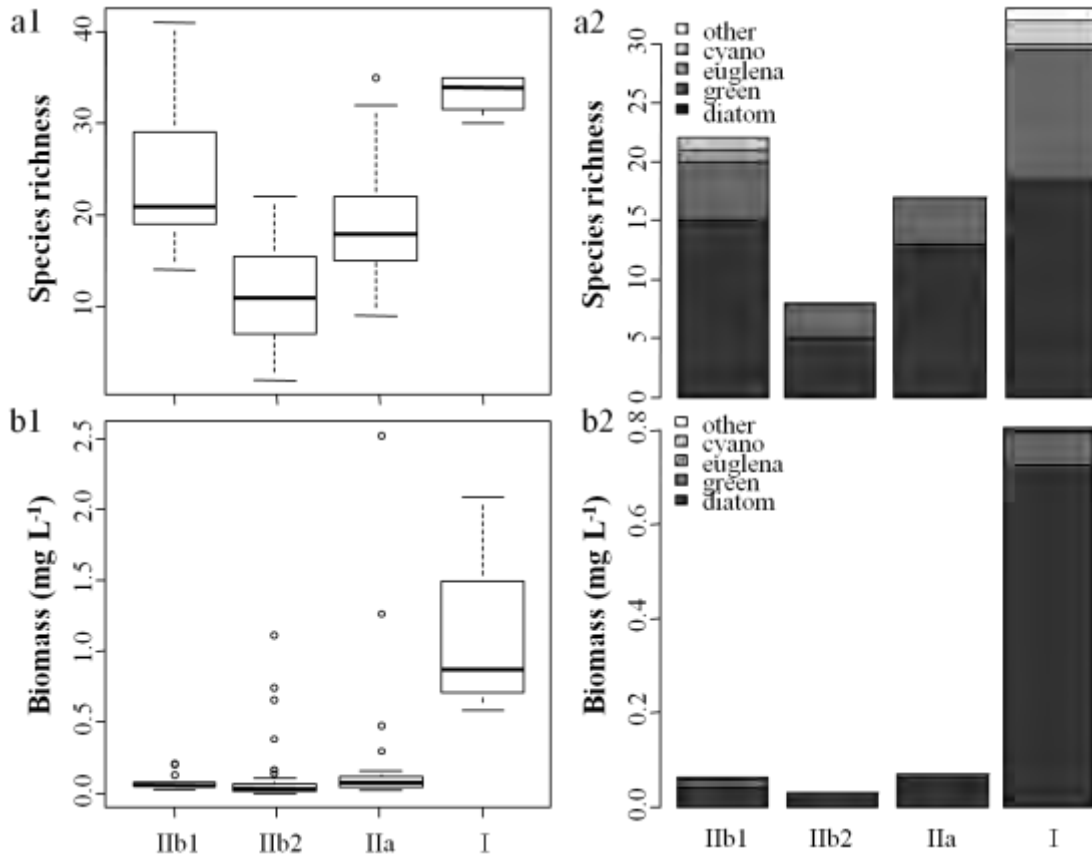 a1
Species richness
40
30
20
10
a2
Species richness
30
25
20
15
10
5
0
other
cyano
euglena
green
diatom
b1
Biomass (mg L⁻¹)
2.5
2.0
1.5
1.0
0.5
0.0
IIb1
IIb2
IIa
I
b2
Biomass (mg L⁻¹)
0.8
0.6
0.4
0.2
0.0
other
cyano
euglena
green
diatom
IIb1
IIb2
IIa
I